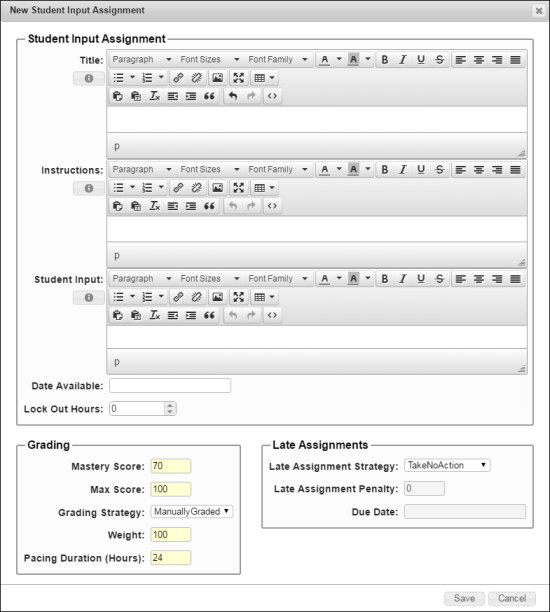 New Student Input Assignment
Student Input Assignment
Title: Paragraph Font Sizes Font Family A A B I U S
p
Instructions: Paragraph Font Sizes Font Family A A B I U S
p
Student Input: Paragraph Font Sizes Font Family A A B I U S
p
Date Available:
Lock Out Hours: 0
Grading
Mastery Score: 70
Max Score: 100
Grading Strategy: ManuallyGraded
Weight: 100
Pacing Duration (Hours): 24
Late Assignments
Late Assignment Strategy: TakeNoAction
Late Assignment Penalty: 0
Due Date:
Save Cancel